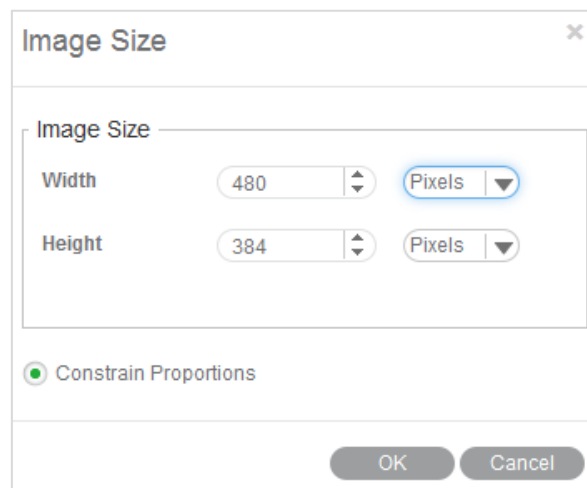 Image Size
Image Size
Width 480 Pixels
Height 384 Pixels
Constrain Proportions
OK Cancel